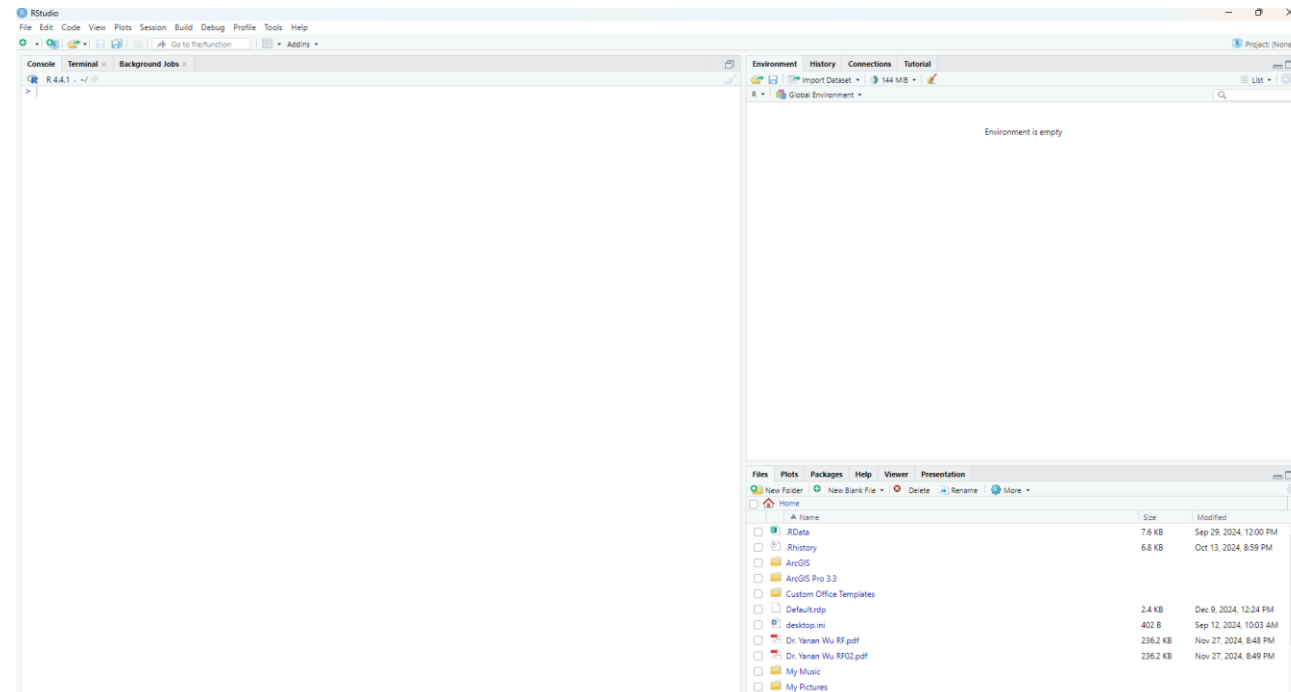 RStudio
File Edit Code View Plots Session Build Debug Profile Tools Help
Go to file/function Addins
Project: (None
Console Terminal Background Jobs
R 4.4.1 · ~/
>
Environment History Connections Tutorial
Import Dataset 144 MiB List
R Global Environment
Environment is empty
Files Plots Packages Help Viewer Presentation
New Folder New Blank File Delete Rename More
Home
Name Size Modified
.RData 7.6 KB Sep 29, 2024, 12:00 PM
.Rhistory 6.8 KB Oct 13, 2024, 8:59 PM
ArcGIS
ArcGIS Pro 3.3
Custom Office Templates
Default.rdp 2.4 KB Dec 9, 2024, 12:24 PM
desktop.ini 402 B Sep 12, 2024, 10:03 AM
Dr. Yanan Wu RF.pdf 236.2 KB Nov 27, 2024, 8:48 PM
Dr. Yanan Wu RF02.pdf 236.2 KB Nov 27, 2024, 8:49 PM
My Music
My Pictures